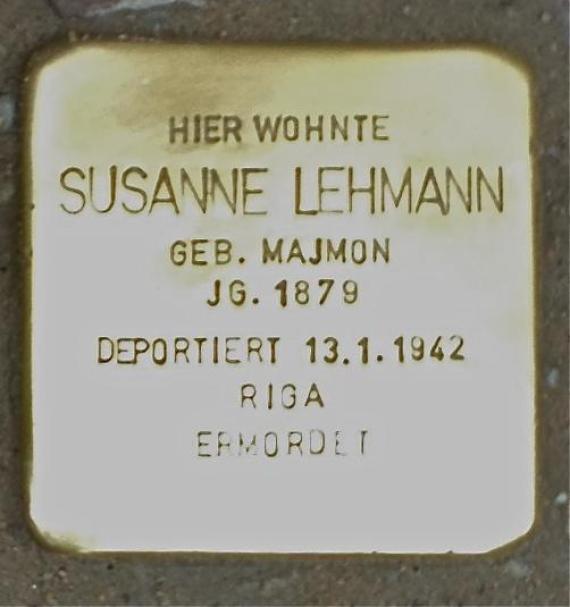 HIER WOHNTE
SUSANNE LEHMANN
GEB. MAJMON
JG. 1879
DEPORTIERT 13.1.1942
RIGA
ERMORDET